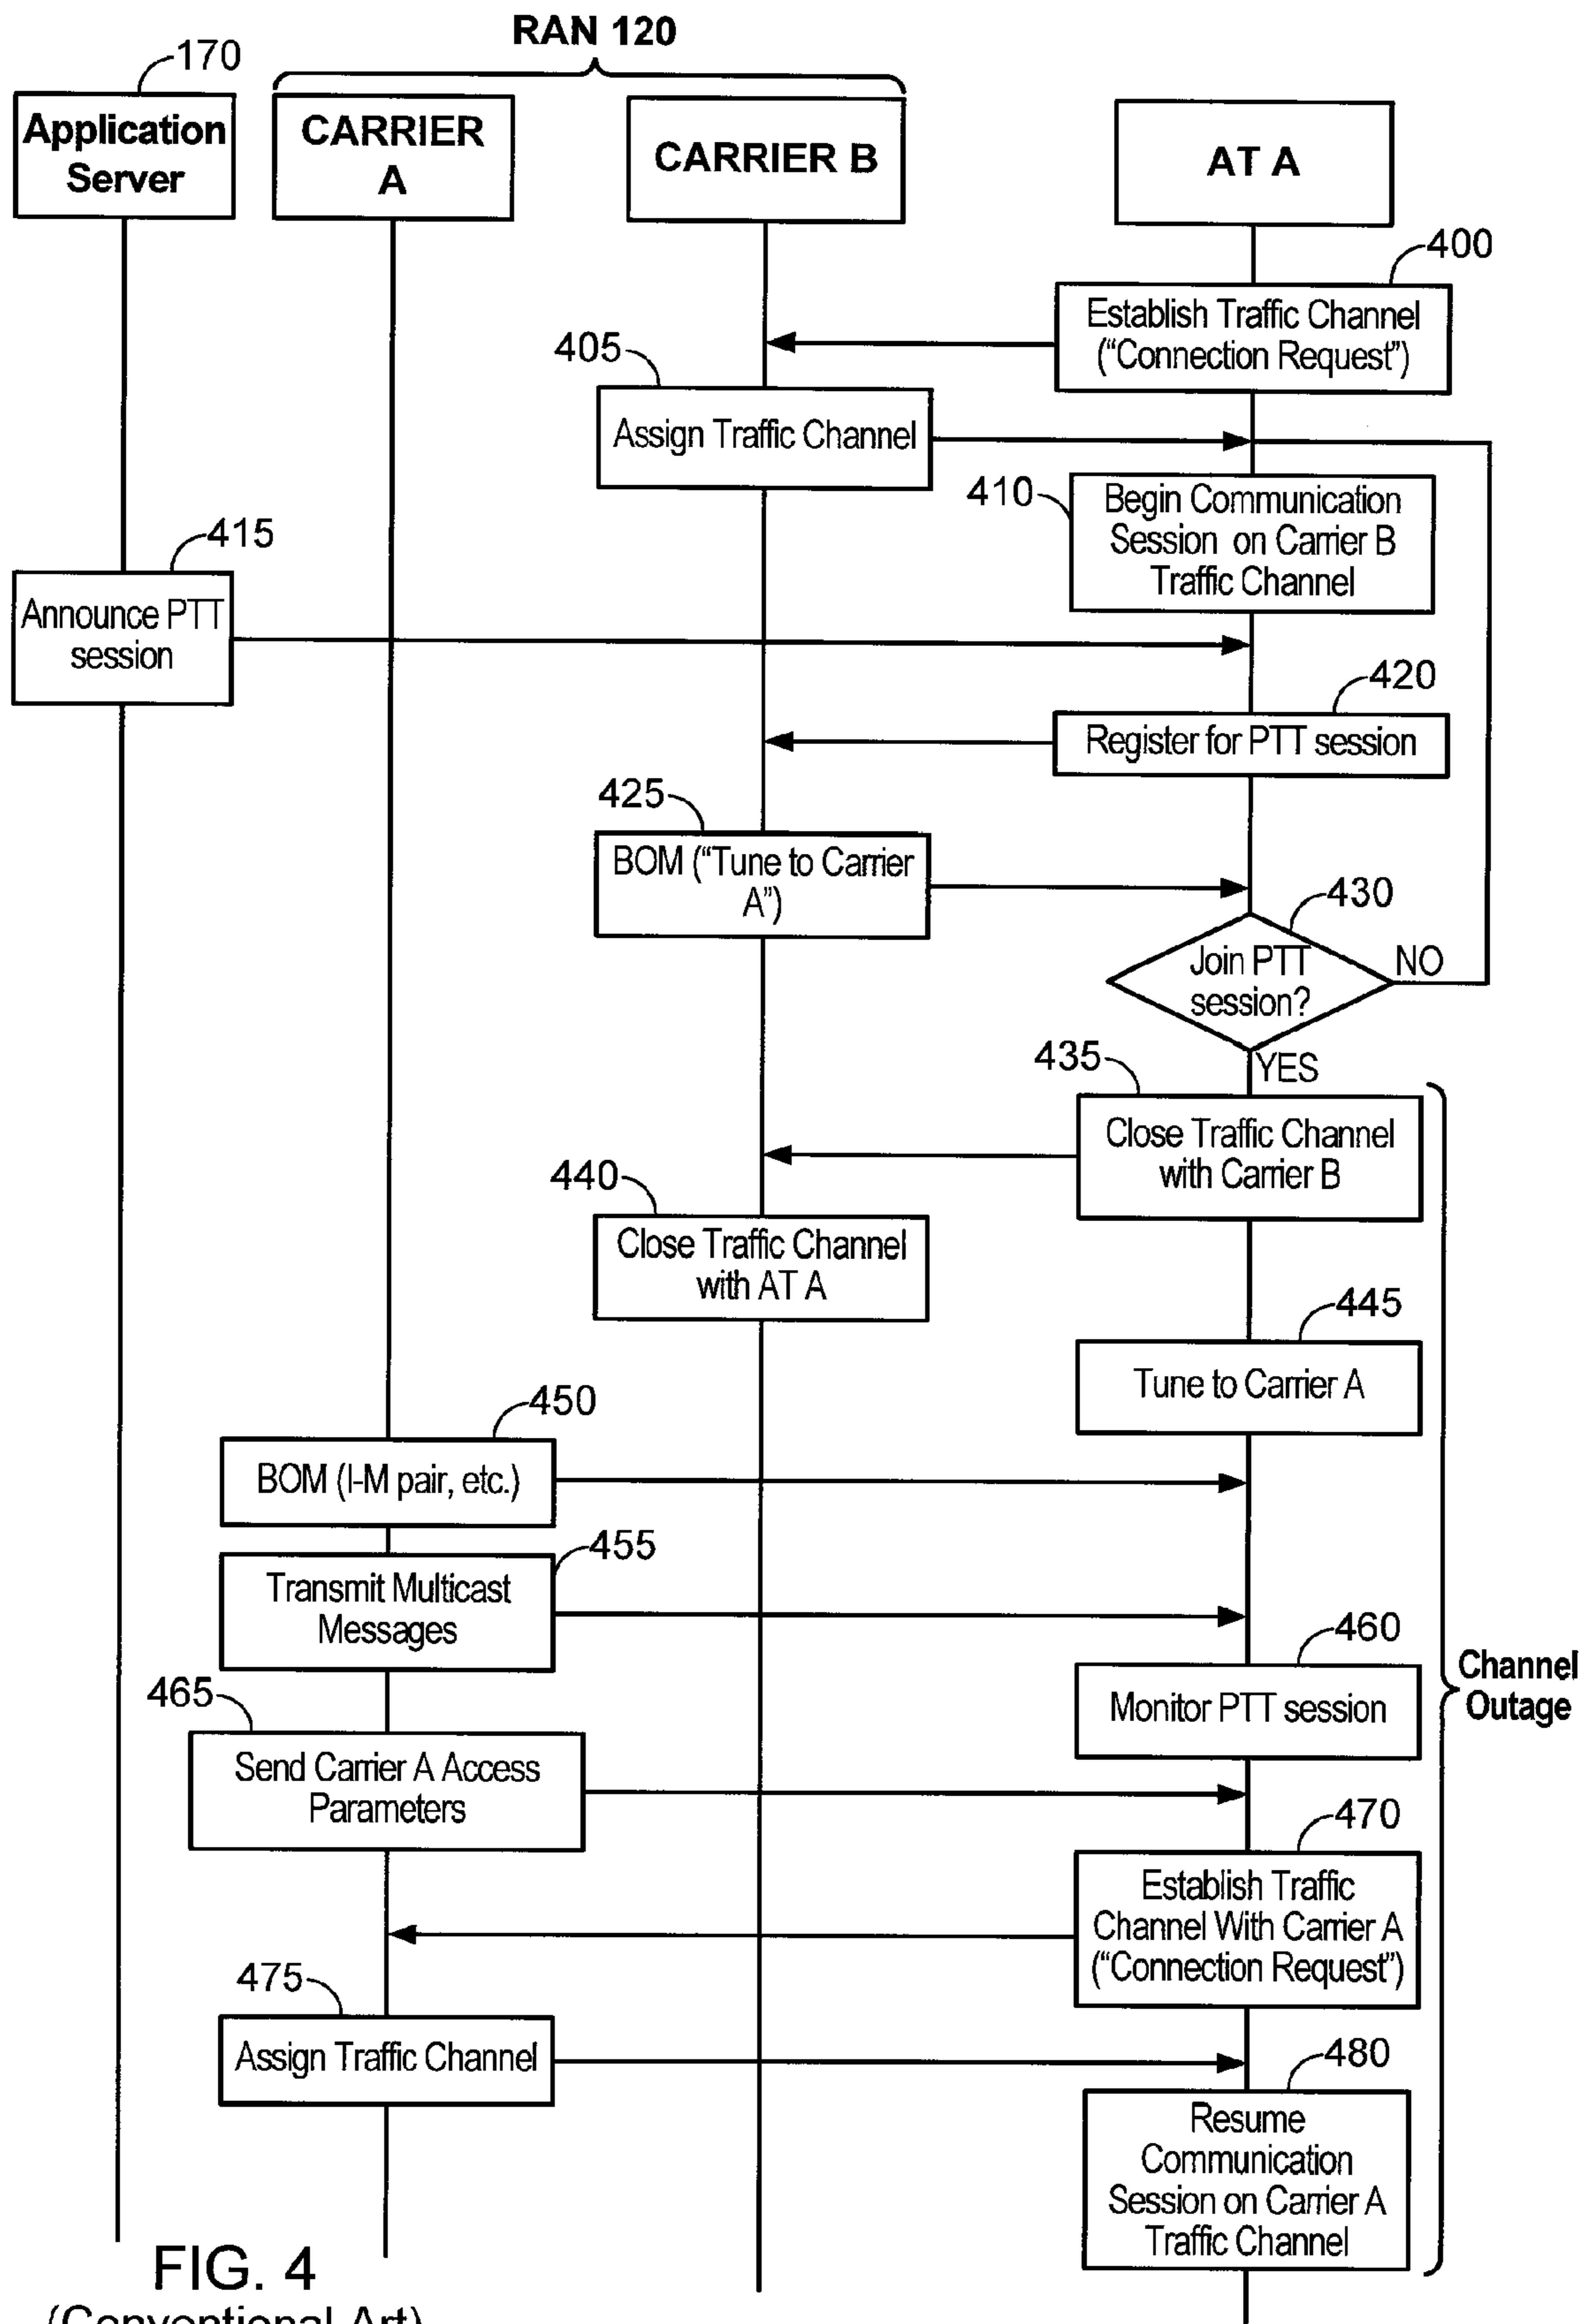 RAN 120
170
Application
Server
CARRIER
A
CARRIER B
AT A
400
Establish Traffic Channel
(“Connection Request”)
405
Assign Traffic Channel
410
Begin Communication
Session on Carrier B
Traffic Channel
415
Announce PTT
session
420
Register for PTT session
425
BOM (“Tune to Carrier
A”)
430
Join PTT
session?
NO
YES
435
Close Traffic Channel
with Carrier B
440
Close Traffic Channel
with AT A
445
Tune to Carrier A
450
BOM (I-M pair, etc.)
455
Transmit Multicast
Messages
460
Monitor PTT session
Channel
Outage
465
Send Carrier A Access
Parameters
470
Establish Traffic
Channel With Carrier A
(“Connection Request”)
475
Assign Traffic Channel
480
Resume
Communication
Session on Carrier A
Traffic Channel
FIG. 4
(Conventional Art)